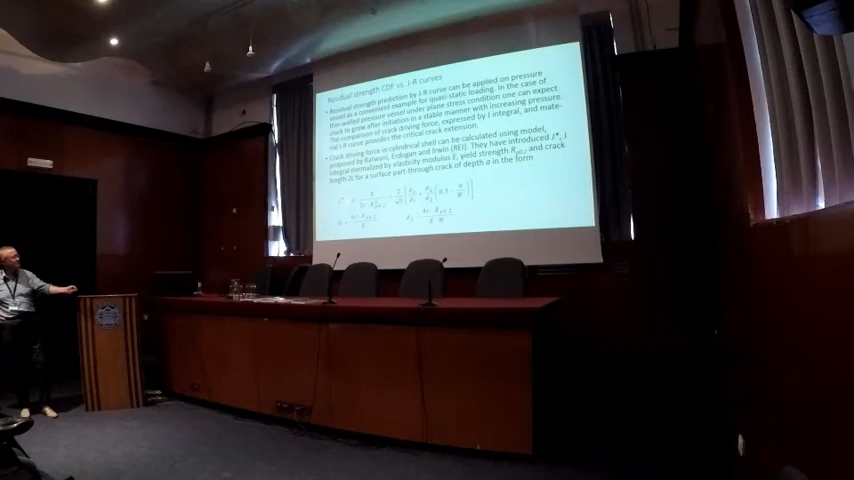 Residual strength CDF vs. J-R curves
• Residual strength prediction by J-R curve can be applied on pressure
vessel as a convenient example for quasi-static loading. In the case of
thin-walled pressure vessel under plane stress condition one can expect
crack to grow after initiation in a stable manner with increasing pressure.
The comparison of crack driving force, expressed by J integral, and mate-
rial J-R curve provides the critical crack extension.
• Crack driving force in cylindrical shell can be calculated using model,
proposed by Ratwani, Erdogan and Irwin (REI). They have introduced J*, J
integral normalized by elasticity modulus E, yield strength Rp0.2 and crack
length 2c for a surface part through crack of depth a in the form